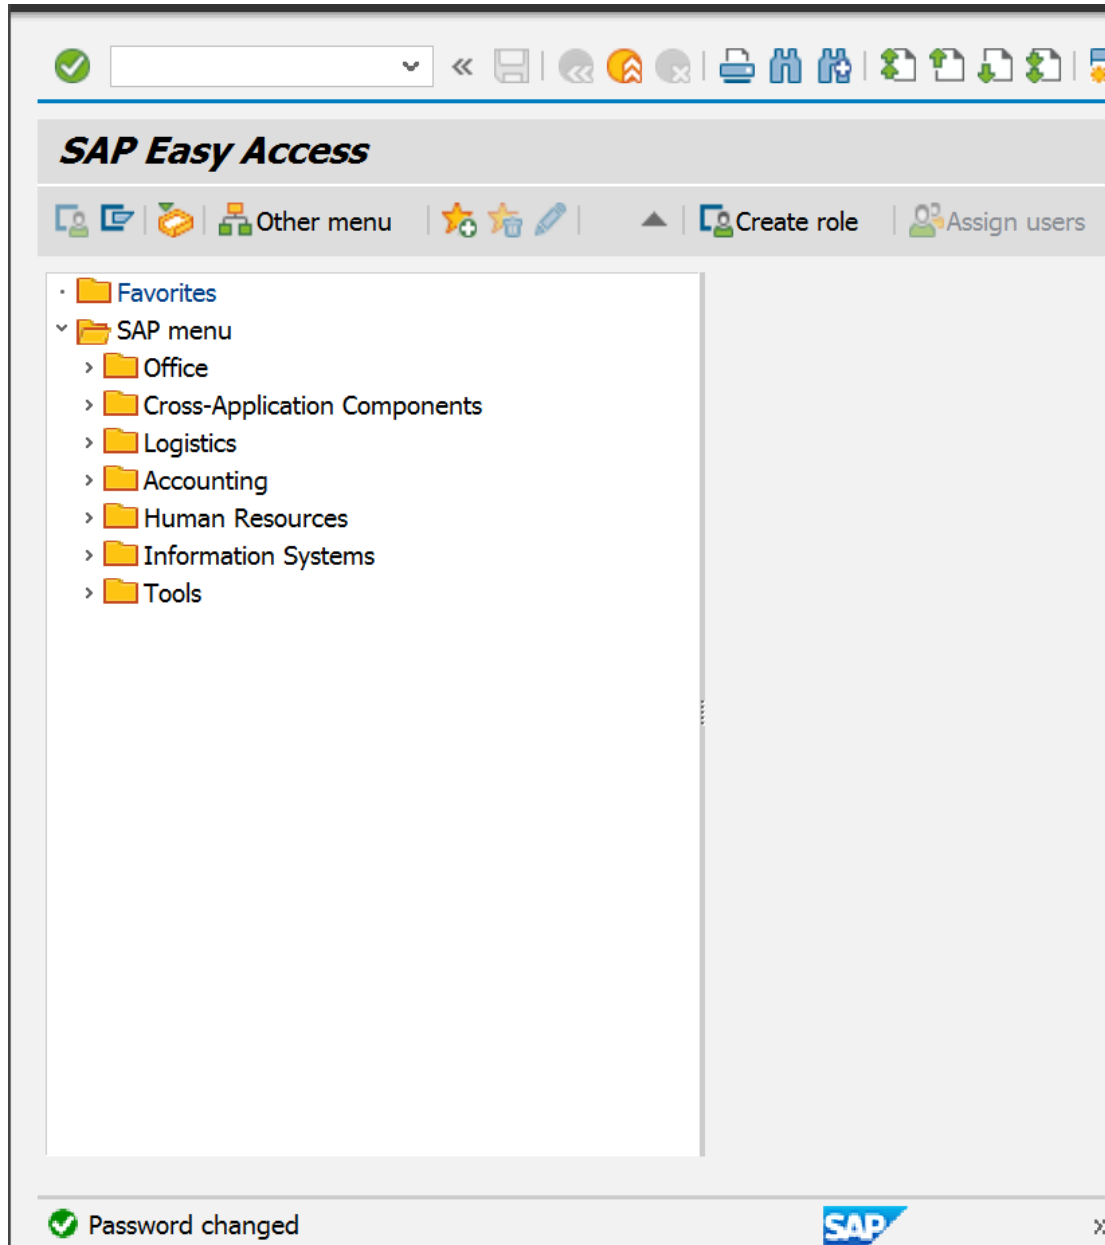 SAP Easy Access
Other menu Create role Assign users
Favorites
SAP menu
Office
Cross-Application Components
Logistics
Accounting
Human Resources
Information Systems
Tools
Password changed SAP